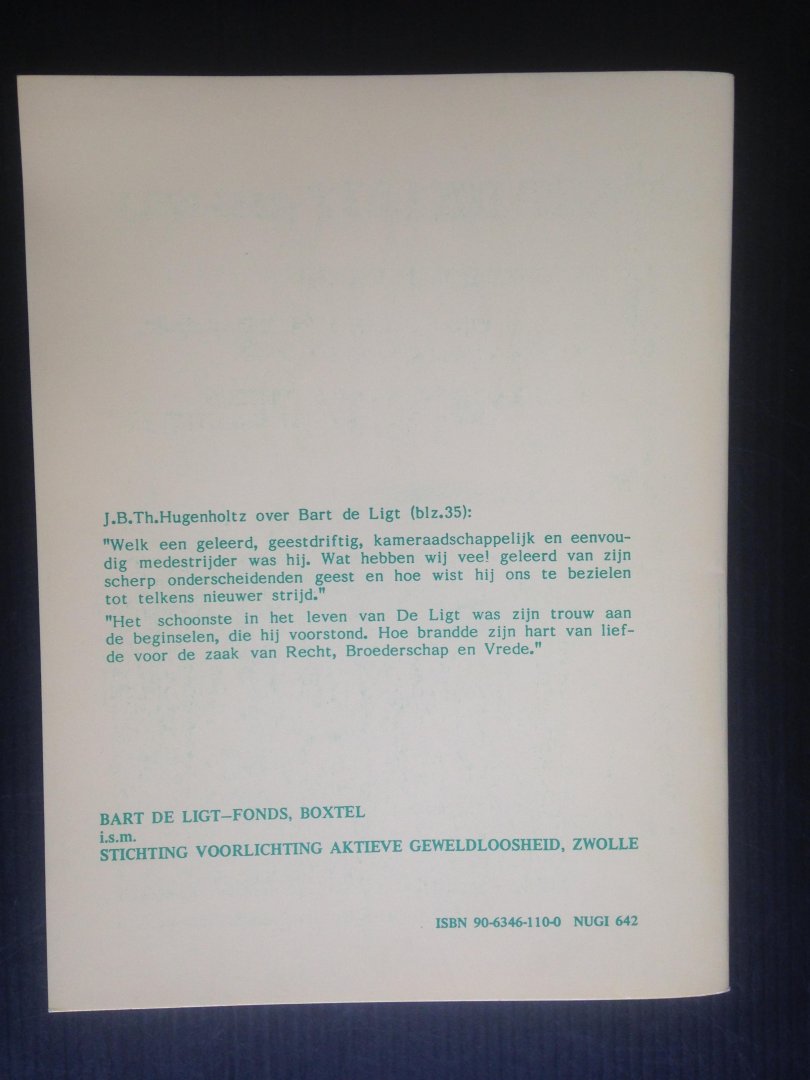 J.B.Th.Hugenholtz over Bart de Ligt (blz.35):
"Welk een geleerd, geestdriftig, kameraadschappelijk en eenvou-
dig medestrijder was hij. Wat hebben wij vee! geleerd van zijn
scherp onderscheidenden geest en hoe wist hij ons te bezielen
tot telkens nieuwer strijd."
"Het schoonste in het leven van De Ligt was zijn trouw aan
de beginselen, die hij voorstond. Hoe brandde zijn hart van lief-
de voor de zaak van Recht, Broederschap en Vrede."
BART DE LIGT—FONDS, BOXTEL
i.s.m.
STICHTING VOORLICHTING AKTIEVE GEWELDLOOSHEID, ZWOLLE
ISBN 90-6346-110-0 NUGI 642